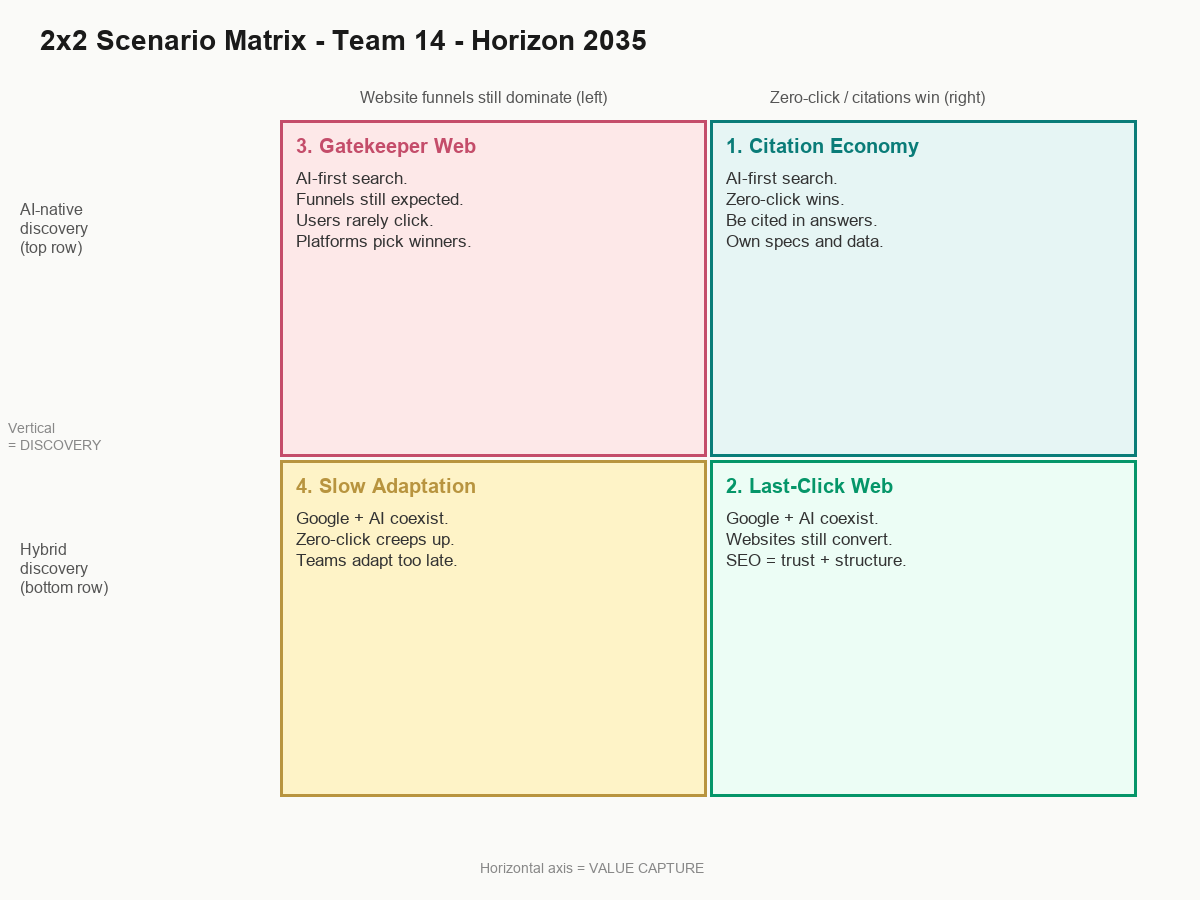 2x2 Scenario Matrix - Team 14 - Horizon 2035
Website funnels still dominate (left)
Zero-click / citations win (right)
AI-native
discovery
(top row)
3. Gatekeeper Web
AI-first search.
Funnels still expected.
Users rarely click.
Platforms pick winners.
1. Citation Economy
AI-first search.
Zero-click wins.
Be cited in answers.
Own specs and data.
Vertical
= DISCOVERY
Hybrid
discovery
(bottom row)
4. Slow Adaptation
Google + AI coexist.
Zero-click creeps up.
Teams adapt too late.
2. Last-Click Web
Google + AI coexist.
Websites still convert.
SEO = trust + structure.
Horizontal axis = VALUE CAPTURE